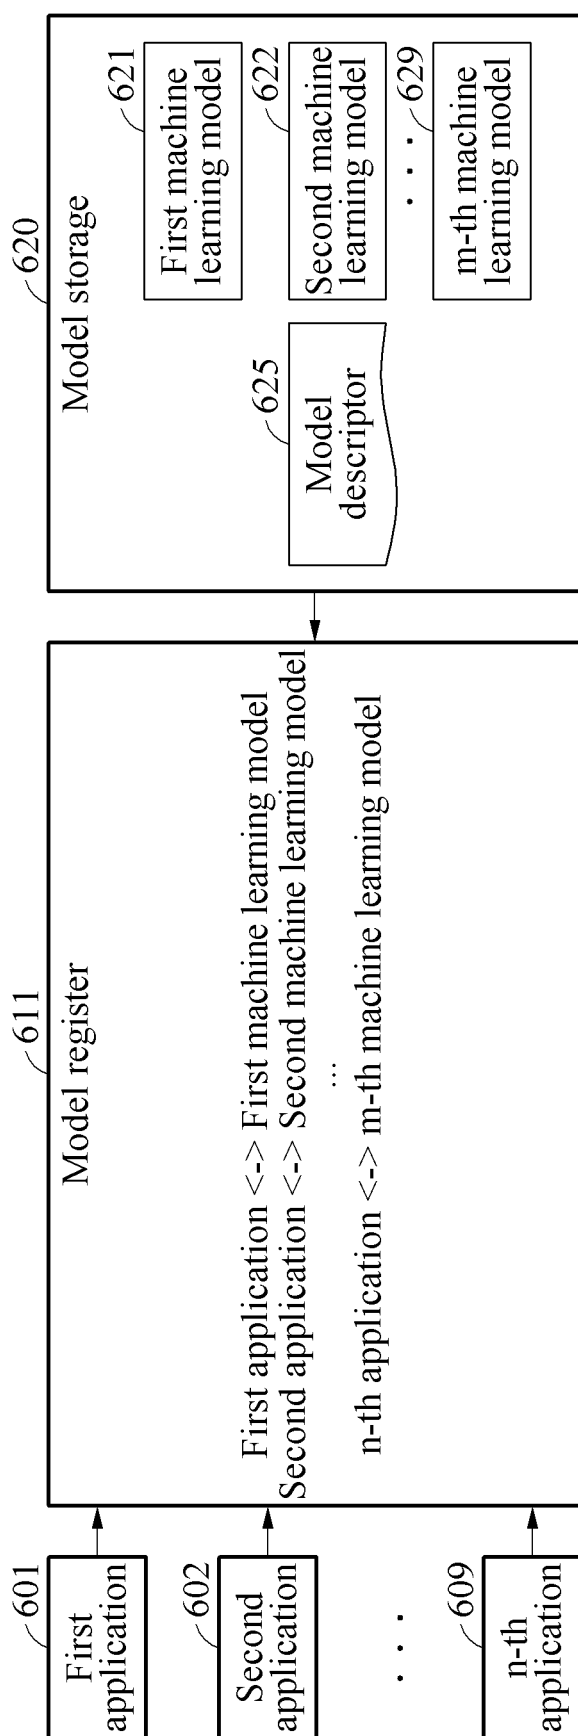 601
First
application
602
Second
application
. . .
609
n-th
application
611
Model register
First application <-> First machine learning model
Second application <-> Second machine learning model
...
n-th application <-> m-th machine learning model
620
Model storage
625
Model
descriptor
621
First machine
learning model
622
Second machine
learning model
. . .
629
m-th machine
learning model